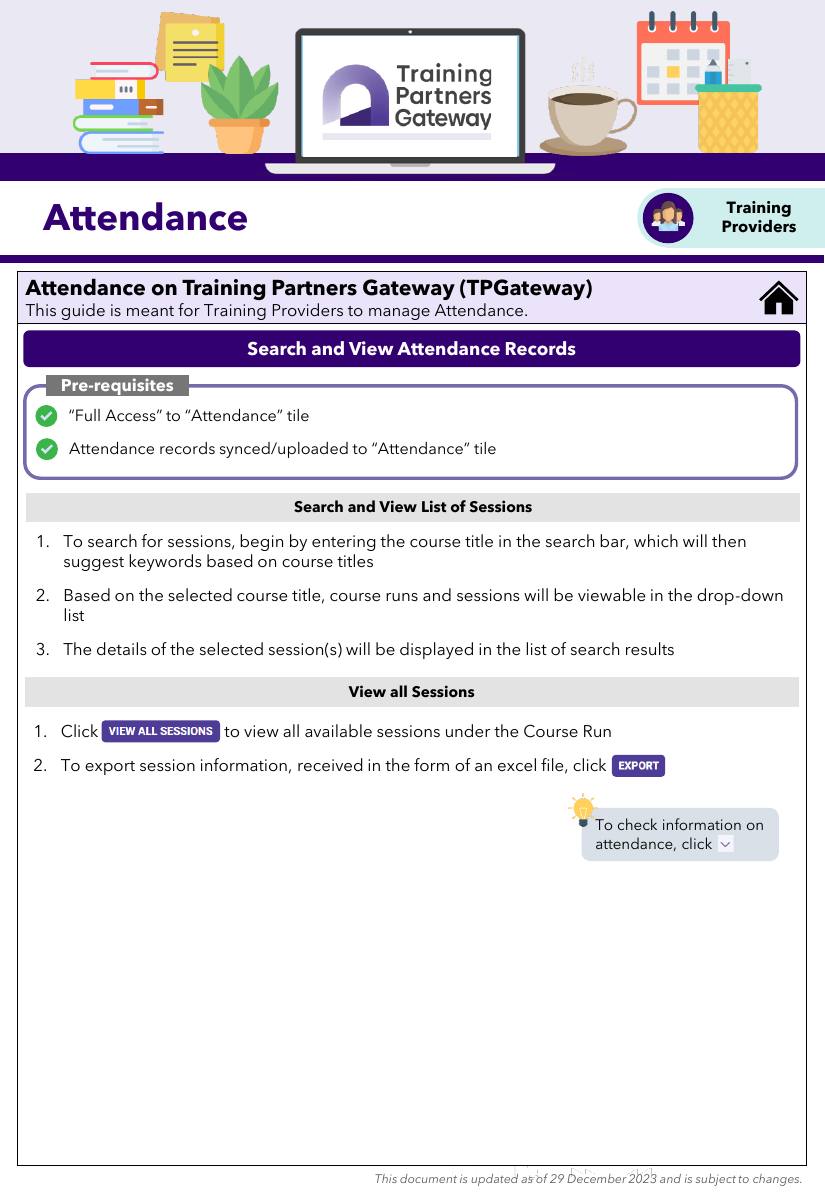 Training
Partners
Gateway
Attendance
Training
Providers
Attendance on Training Partners Gateway (TPGateway)
This guide is meant for Training Providers to manage Attendance.
Search and View Attendance Records
Pre-requisites
“Full Access” to “Attendance” tile
Attendance records synced/uploaded to “Attendance” tile
Search and View List of Sessions
1. To search for sessions, begin by entering the course title in the search bar, which will then
suggest keywords based on course titles
2. Based on the selected course title, course runs and sessions will be viewable in the drop-down
list
3. The details of the selected session(s) will be displayed in the list of search results
View all Sessions
1. Click VIEW ALL SESSIONS to view all available sessions under the Course Run
2. To export session information, received in the form of an excel file, click EXPORT
To check information on
attendance, click
This document is updated as of 29 December 2023 and is subject to changes.